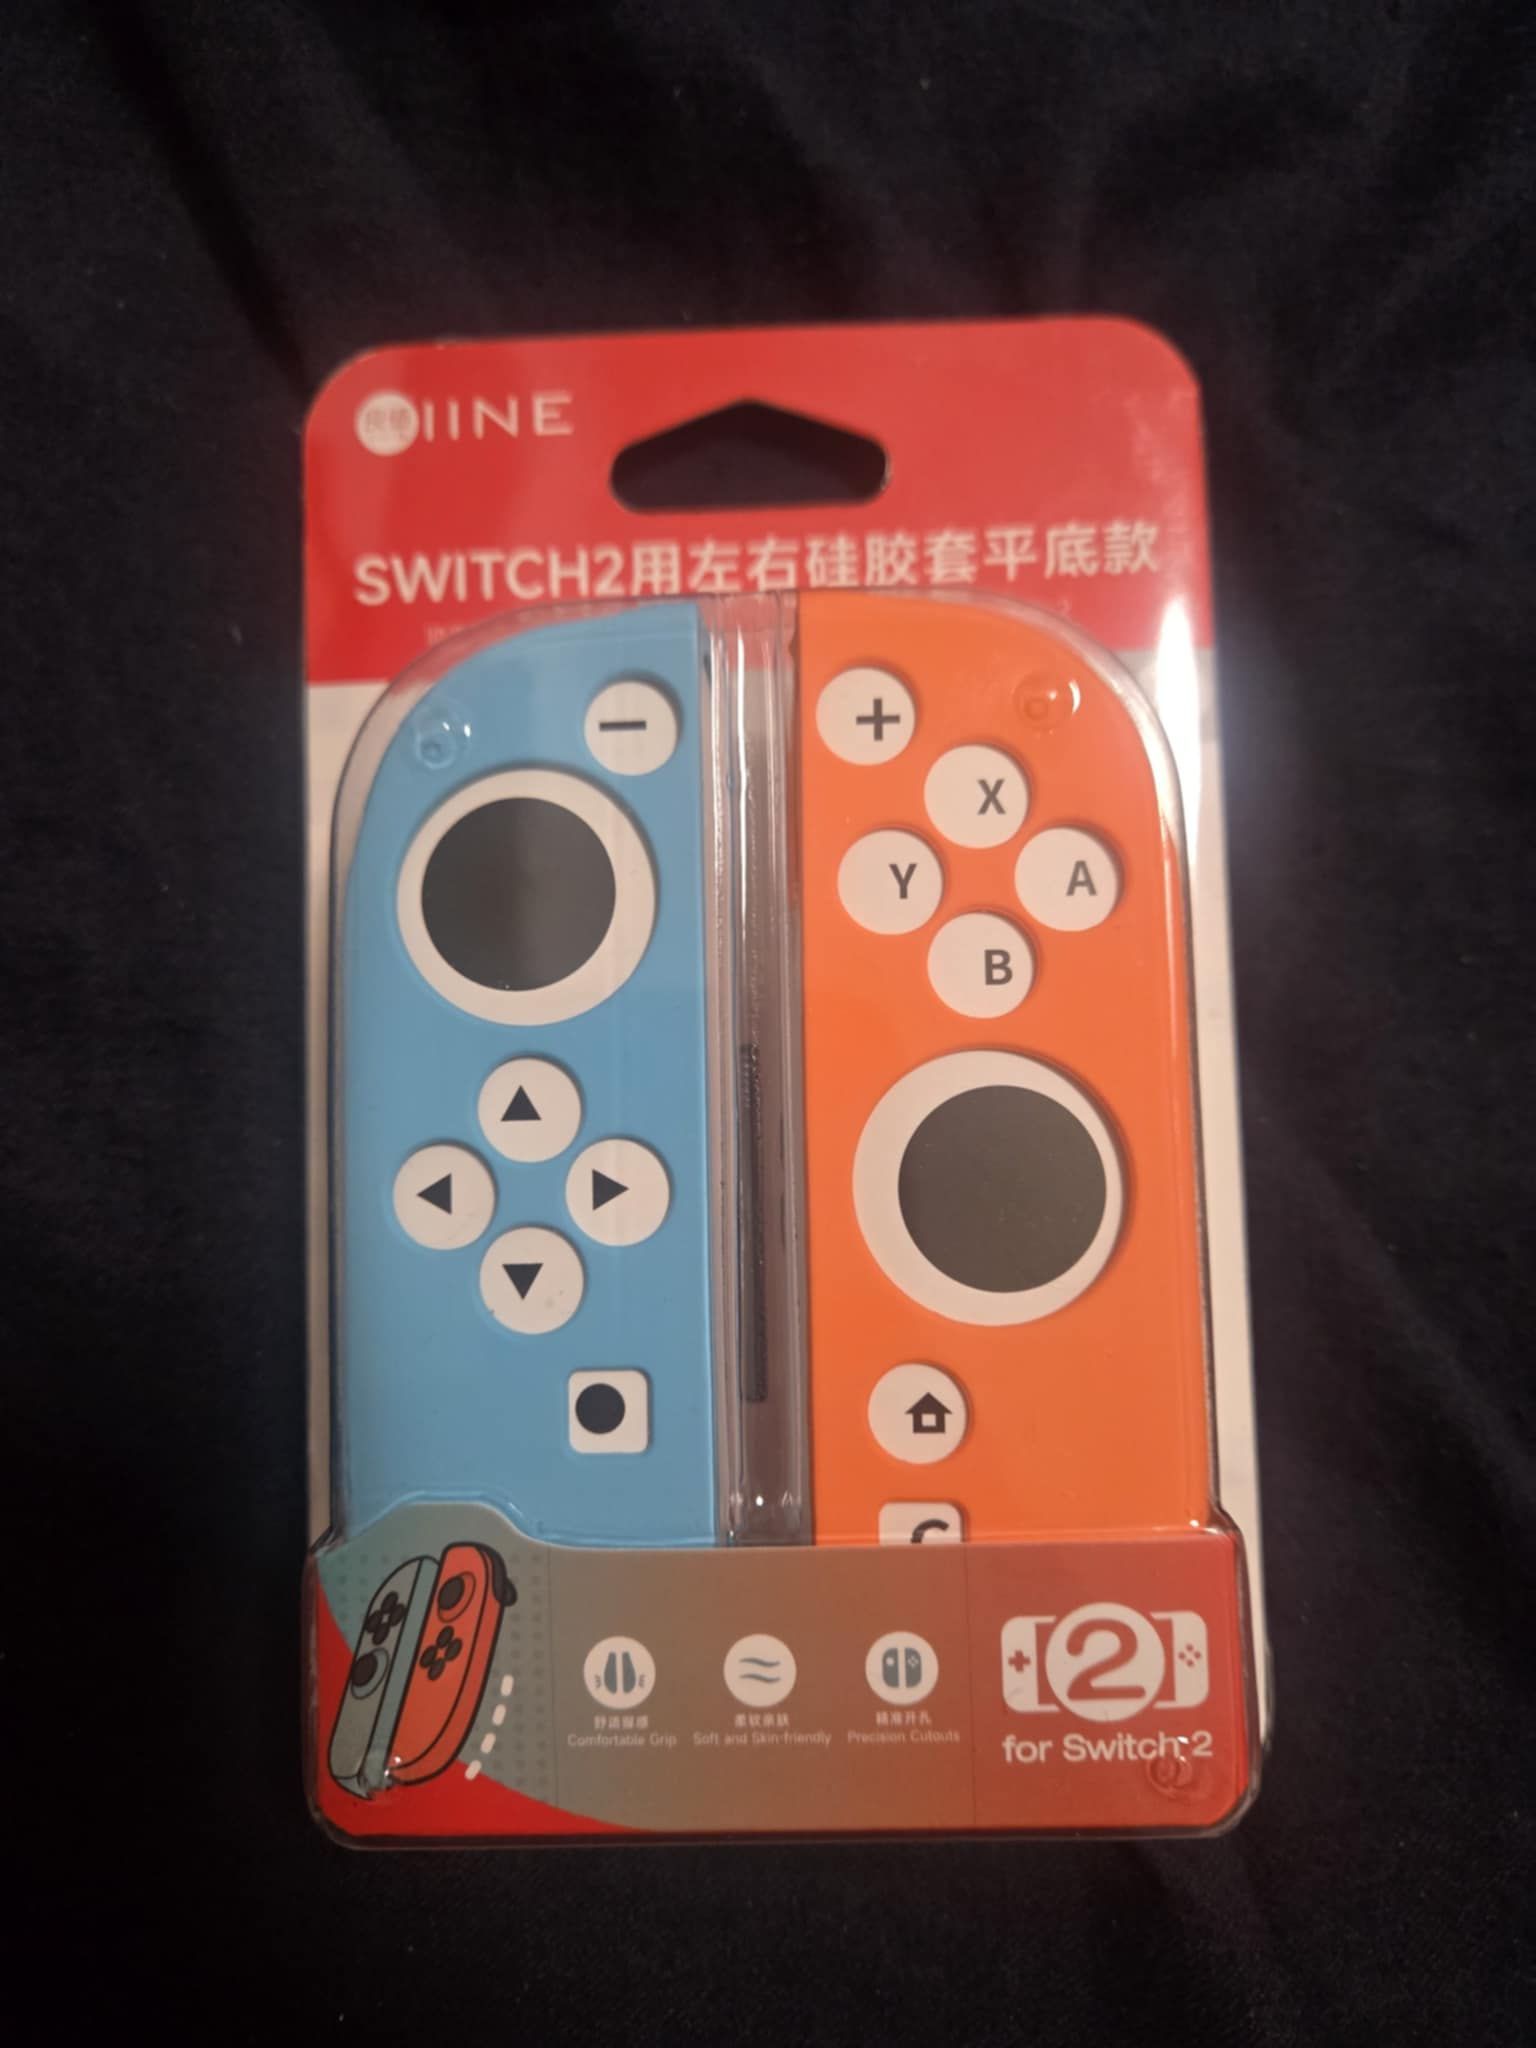 良值 IINE
SWITCH2用左右硅胶套平底款
X
Y
A
B
C
2
舒适握感
Comfortable Grip
柔软亲肤
Soft and Skin-friendly
精准开孔
Precision Cutouts
for Switch 2